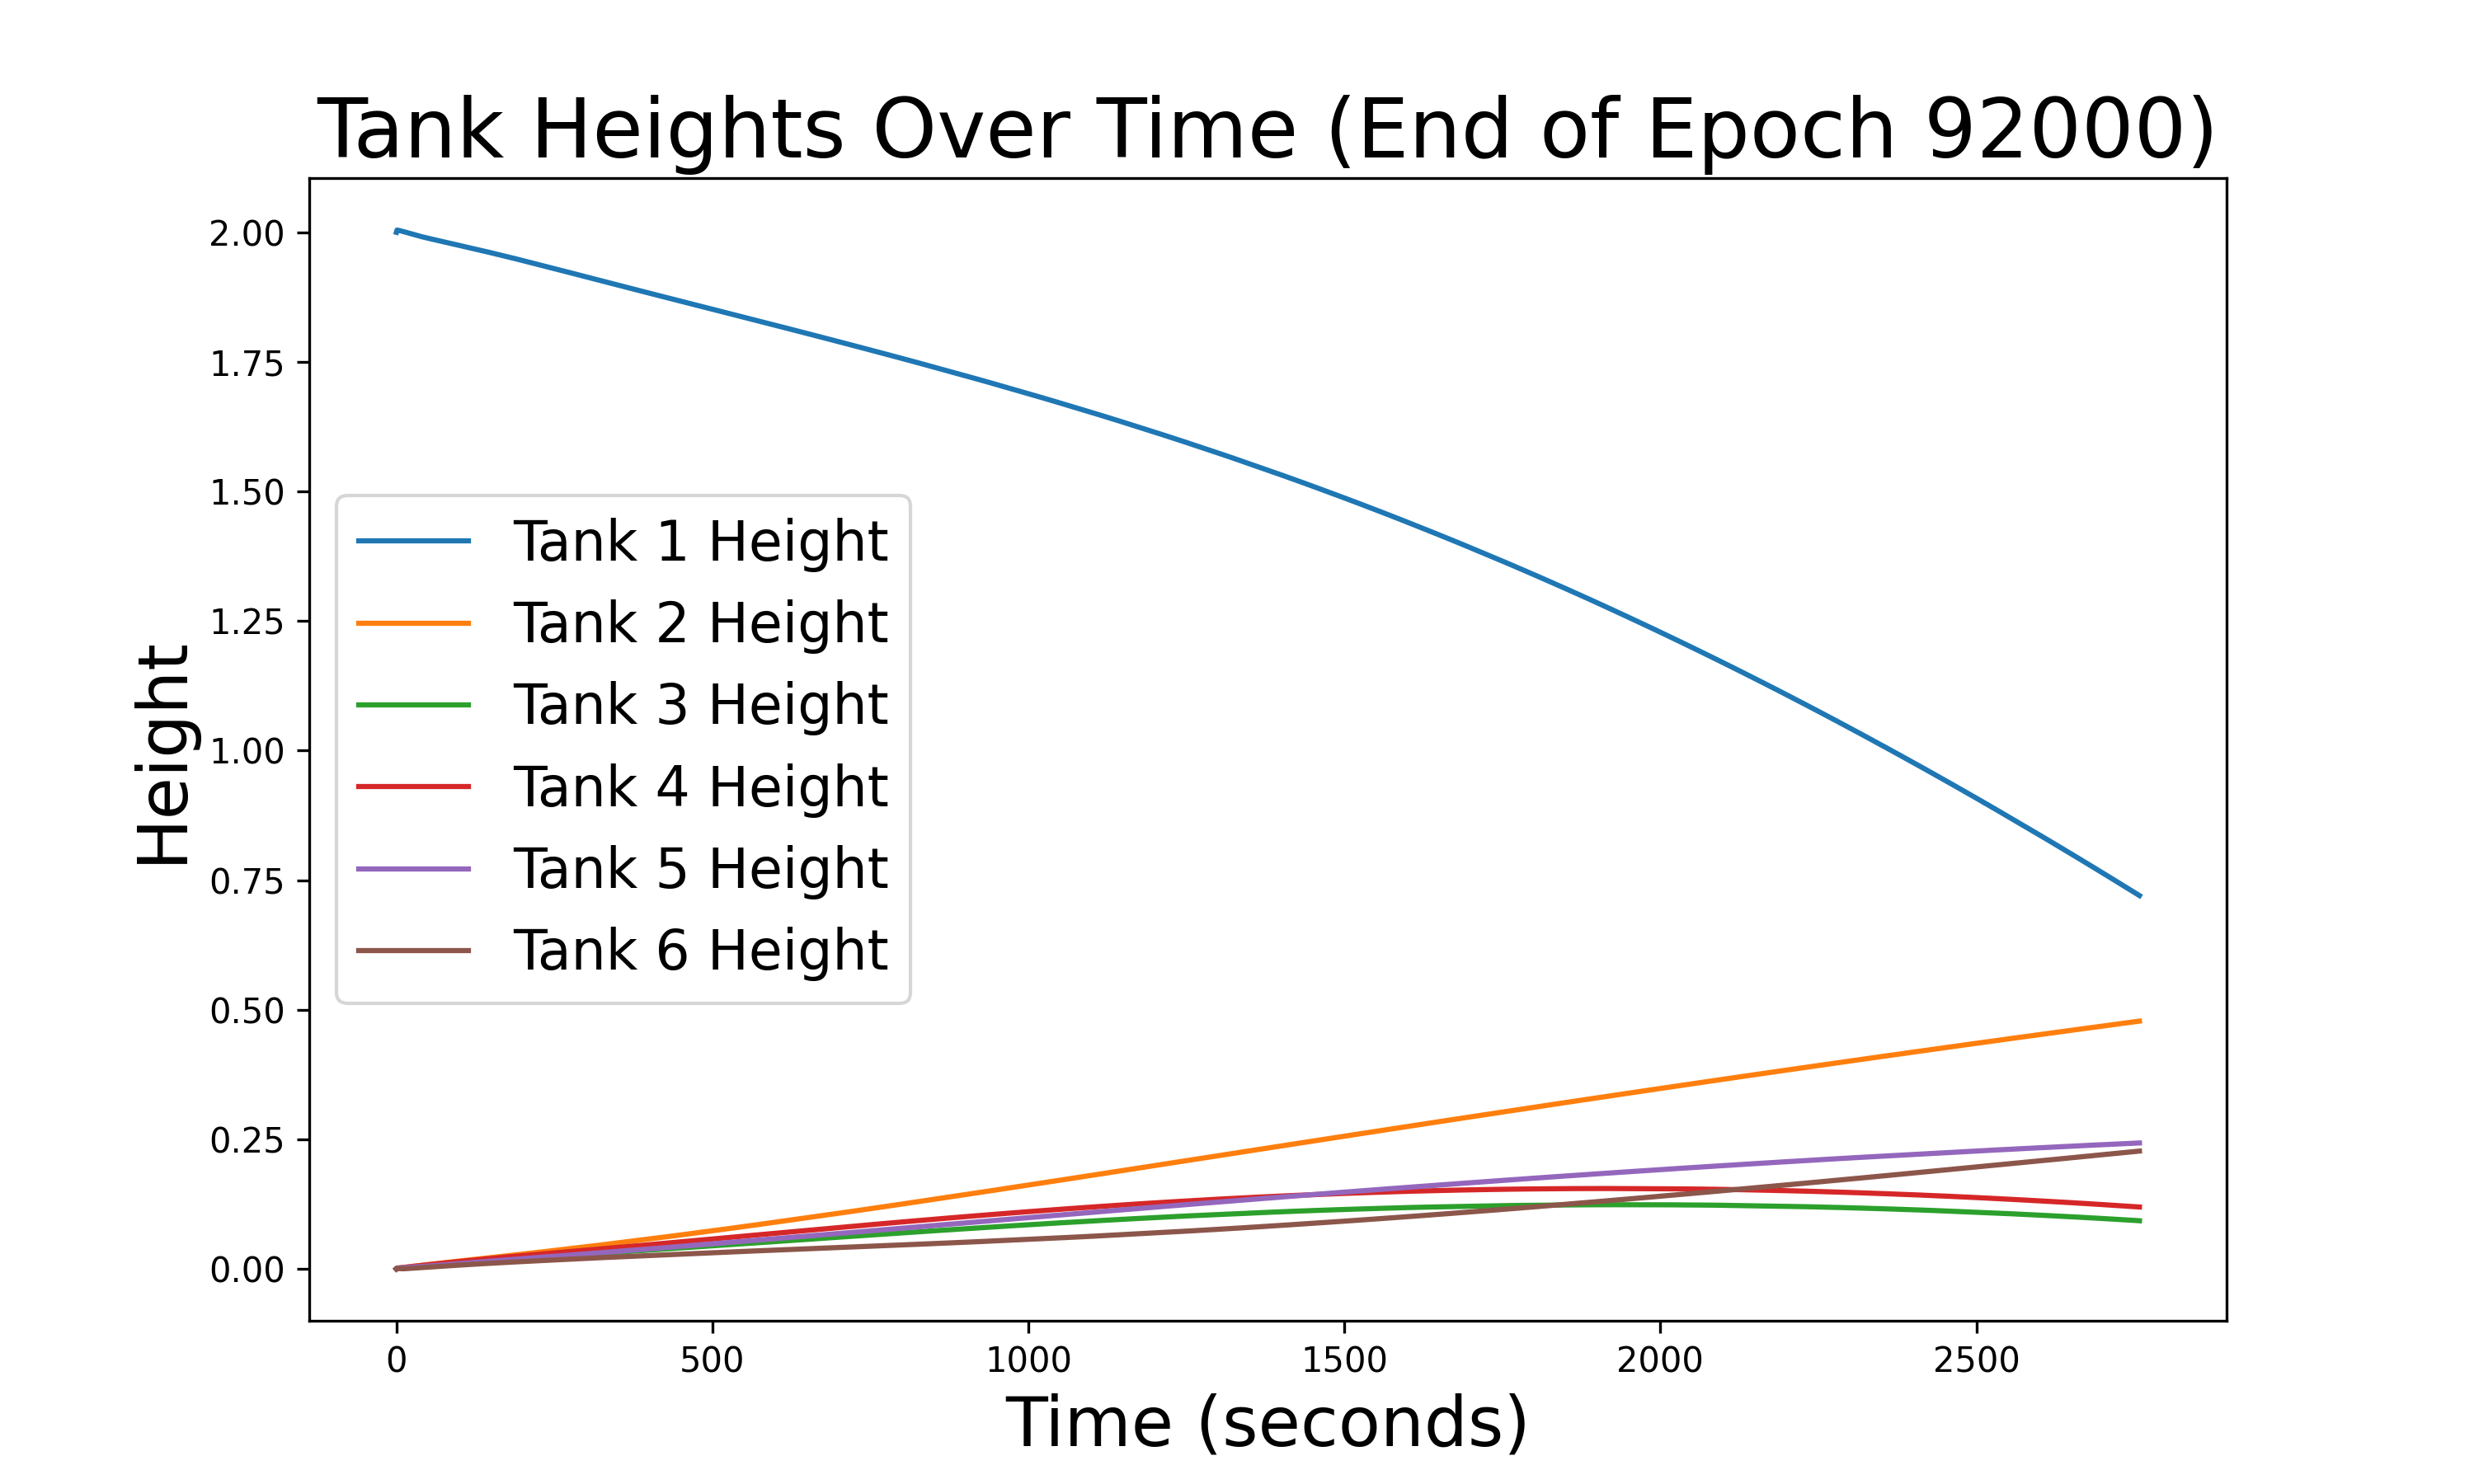 Tank Heights Over Time (End of Epoch 92000)
Height
2.00
1.75
1.50
1.25
1.00
0.75
0.50
0.25
0.00
Tank 1 Height
Tank 2 Height
Tank 3 Height
Tank 4 Height
Tank 5 Height
Tank 6 Height
0 500 1000 1500 2000 2500
Time (seconds)